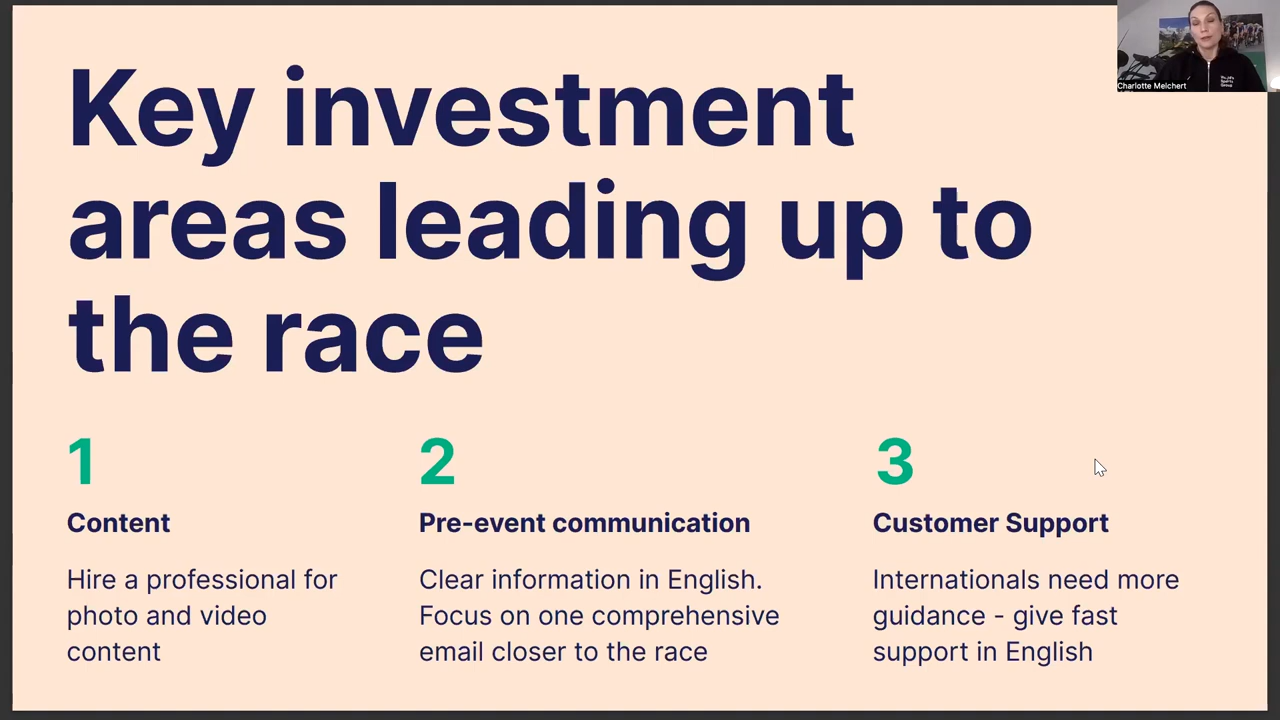 Key investment
areas leading up to
the race
1
Content
Hire a professional for
photo and video
content
2
Pre-event communication
Clear information in English.
Focus on one comprehensive
email closer to the race
3
Customer Support
Internationals need more
guidance - give fast
support in English
Charlotte Melchert